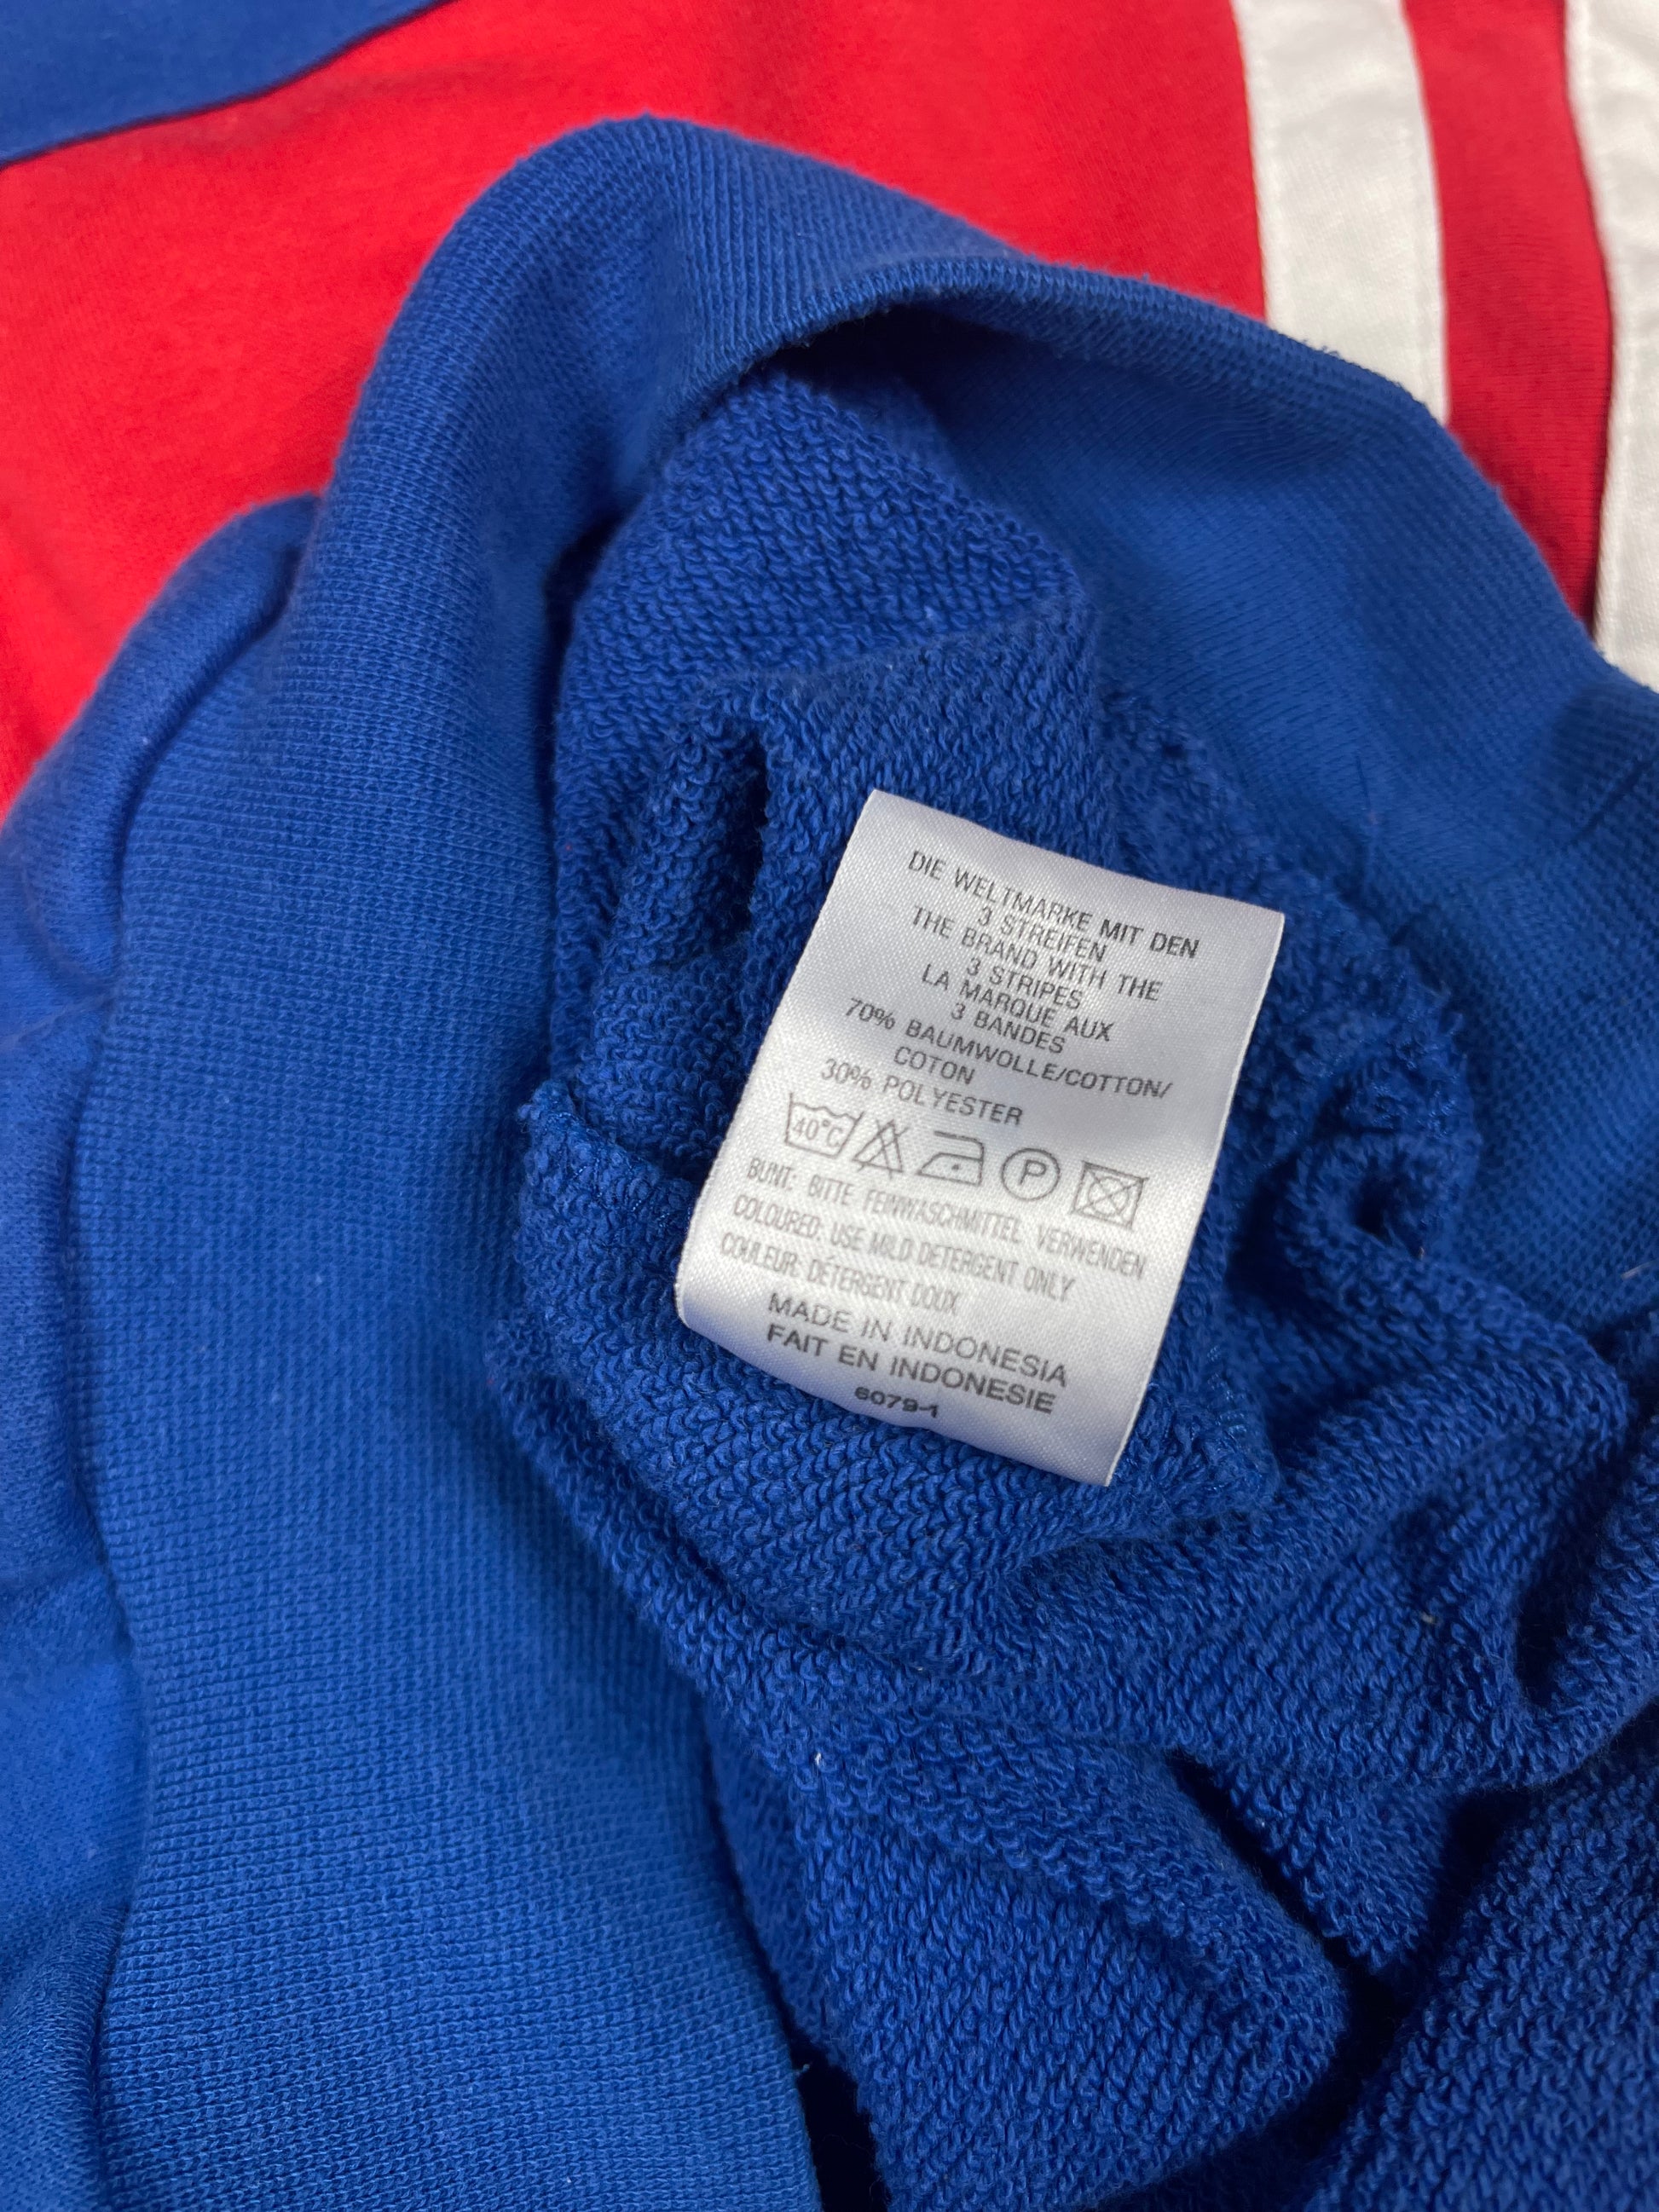 DIE WELTMARKE MIT DEN
3 STREIFEN
THE BRAND WITH THE
3 STRIPES
LA MARQUE AUX
3 BANDES
70% BAUMWOLLE/COTTON/
COTON
30% POLYESTER
40°C P
BUNT: BITTE FEINWASCHMITTEL VERWENDEN
COLOURED: USE MILD DETERGENT ONLY
COULEUR: DÉTERGENT DOUX
MADE IN INDONESIA
FAIT EN INDONESIE
6079-1